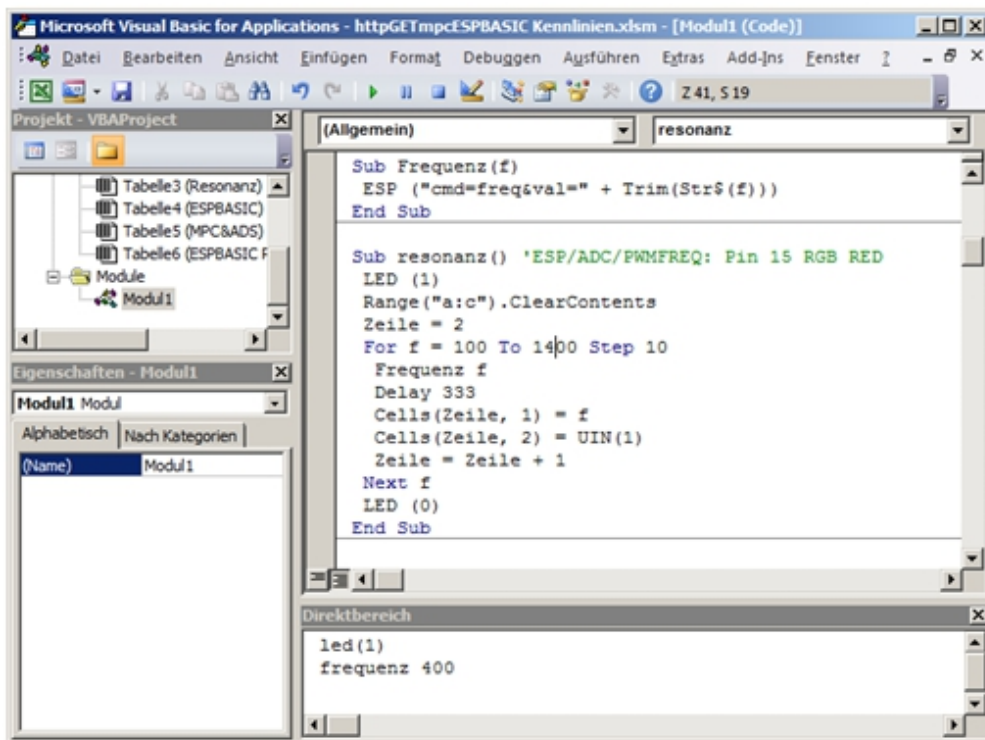 Microsoft Visual Basic for Applications - httpGETmpcESPBASIC Kennlinien.xlsm - [Modul1 (Code)]
Datei Bearbeiten Ansicht Einfügen Format Debuggen Ausführen Extras Add-Ins Fenster ?
Z 41, S 19
Projekt - VBAProject
Tabelle3 (Resonanz)
Tabelle4 (ESPBASIC)
Tabelle5 (MPC&ADS)
Tabelle6 (ESPBASIC F
Module
Modul1
Eigenschaften - Modul1
Modul1 Modul
Alphabetisch Nach Kategorien
(Name) Modul1
(Allgemein) resonanz
Sub Frequenz(f)
ESP ("cmd=freq&val=" + Trim(Str$(f)))
End Sub
Sub resonanz() 'ESP/ADC/PWMFREQ: Pin 15 RGB RED
LED (1)
Range("a:c").ClearContents
Zeile = 2
For f = 100 To 1400 Step 10
Frequenz f
Delay 333
Cells(Zeile, 1) = f
Cells(Zeile, 2) = UIN(1)
Zeile = Zeile + 1
Next f
LED (0)
End Sub
Direktbereich
led(1)
frequenz 400